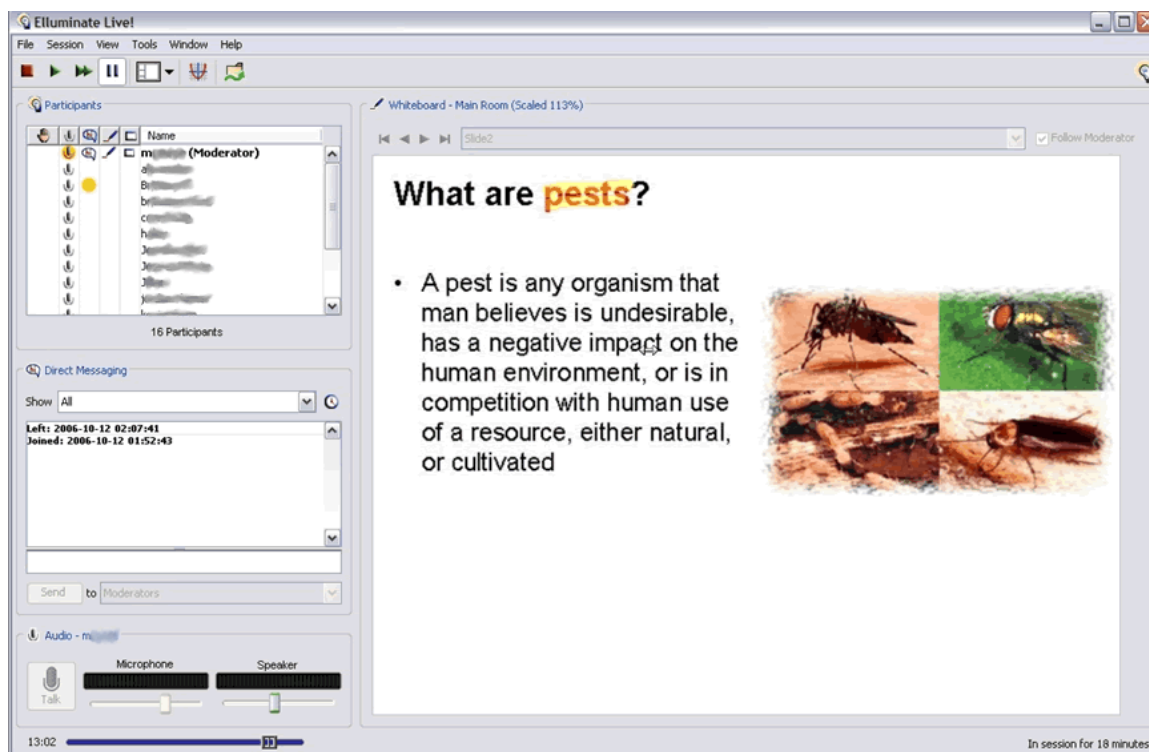 Elluminate Live!
File Session View Tools Window Help
Participants
Name
(Moderator)
16 Participants
Direct Messaging
Show All
Left: 2006-10-12 02:07:41
Joined: 2006-10-12 01:52:43
Send to Moderators
Audio -
Microphone Speaker
Talk
13:02
Whiteboard - Main Room (Scaled 113%)
Slide2 Follow Moderator
What are pests?
• A pest is any organism that
man believes is undesirable,
has a negative impact on the
human environment, or is in
competition with human use
of a resource, either natural,
or cultivated
In session for 18 minutes